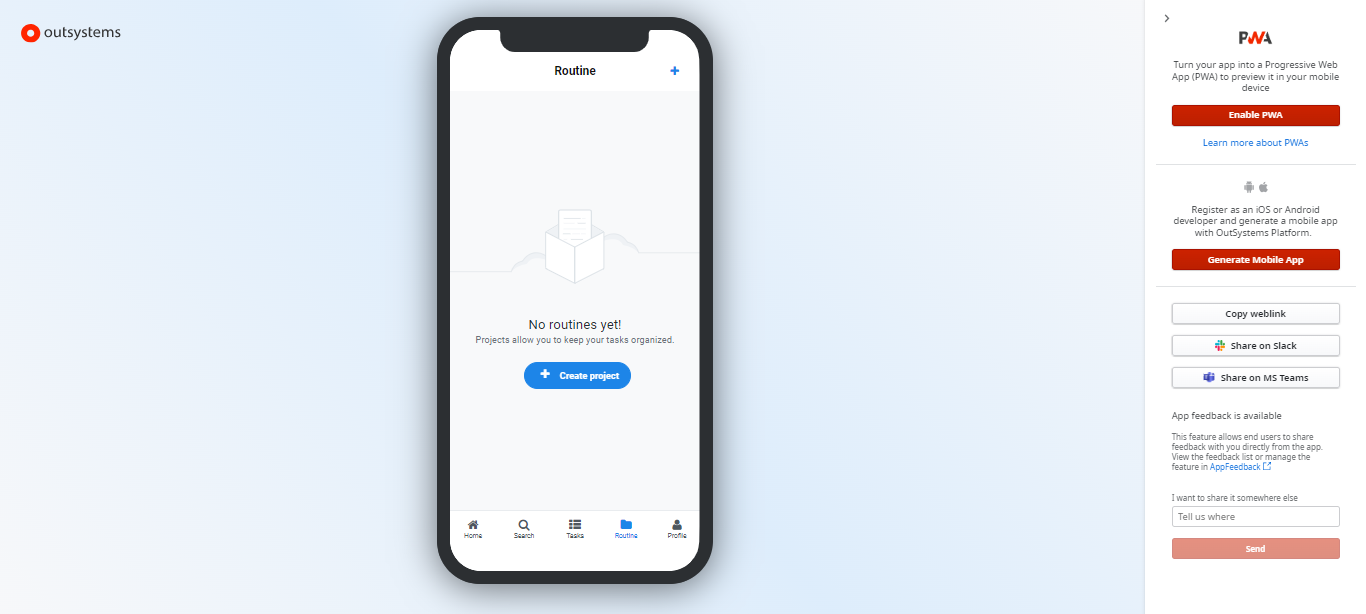 outsystems
Routine
No routines yet!
Projects allow you to keep your tasks organized.
Create project
Home
Search
Tasks
Routine
Profile
PWA
Turn your app into a Progressive Web
App (PWA) to preview it in your mobile
device
Enable PWA
Learn more about PWAs
Register as an iOS or Android
developer and generate a mobile app
with OutSystems Platform.
Generate Mobile App
Copy weblink
Share on Slack
Share on MS Teams
App feedback is available
This feature allows end users to share
feedback with you directly from the app.
View the feedback list or manage the
feature in AppFeedback
I want to share it somewhere else
Tell us where
Send